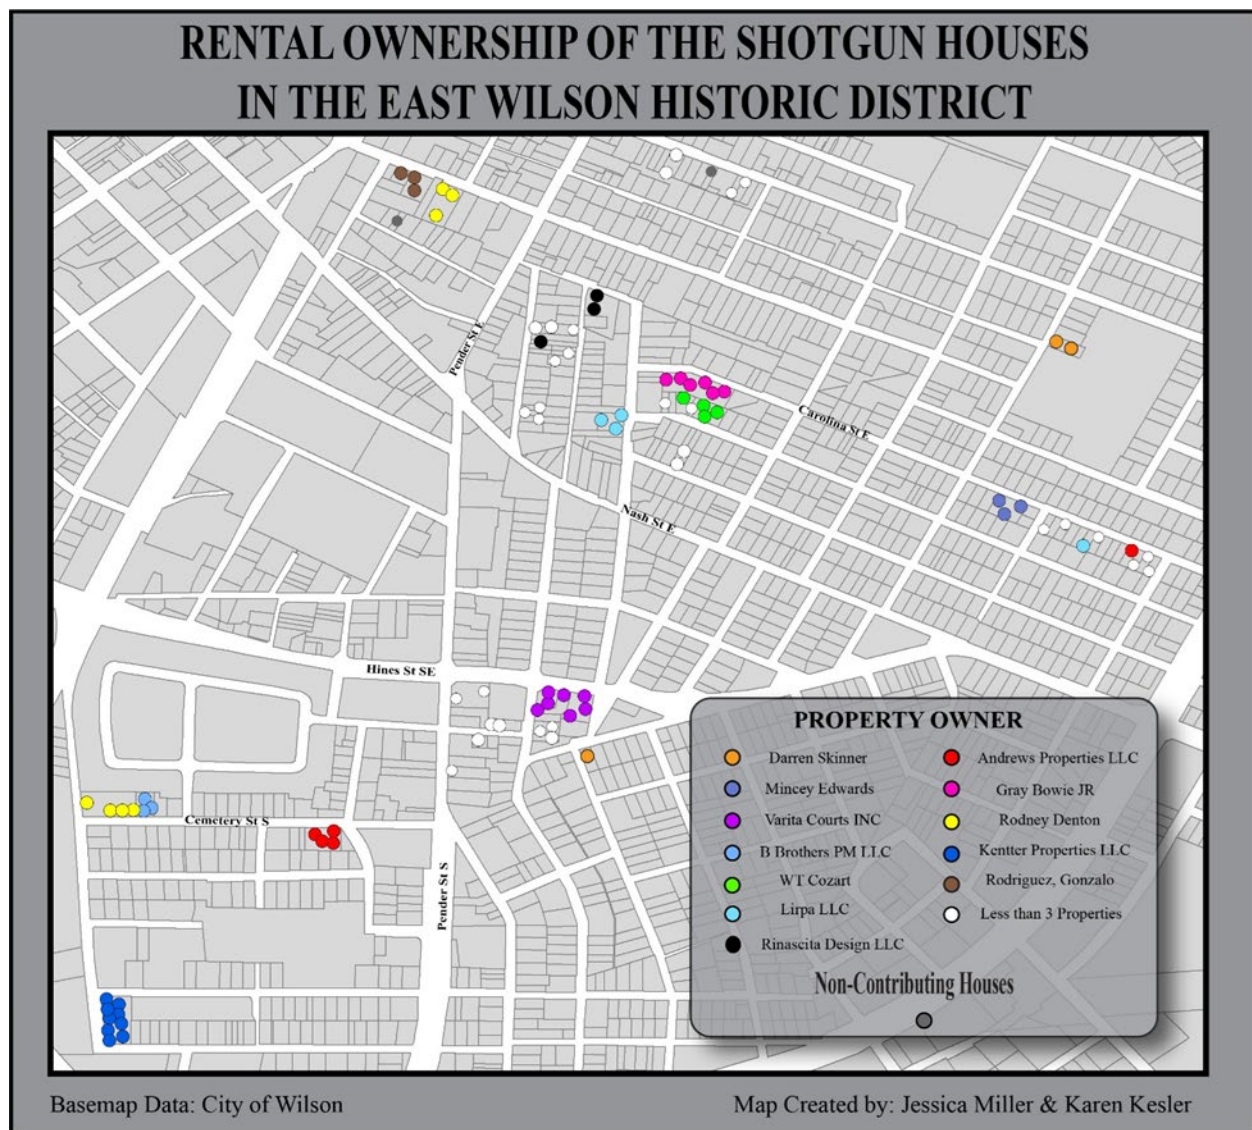 RENTAL OWNERSHIP OF THE SHOTGUN HOUSES
IN THE EAST WILSON HISTORIC DISTRICT
Pender St E
Carolina St E
Nash St E
Hines St SE
Cemetery St S
Pender St S
PROPERTY OWNER
Darren Skinner
Mincey Edwards
Varita Courts INC
B Brothers PM LLC
WT Cozart
Lirpa LLC
Rinascita Design LLC
Andrews Properties LLC
Gray Bowie JR
Rodney Denton
Kentter Properties LLC
Rodriguez, Gonzalo
Less than 3 Properties
Non-Contributing Houses
Basemap Data: City of Wilson
Map Created by: Jessica Miller & Karen Kesler